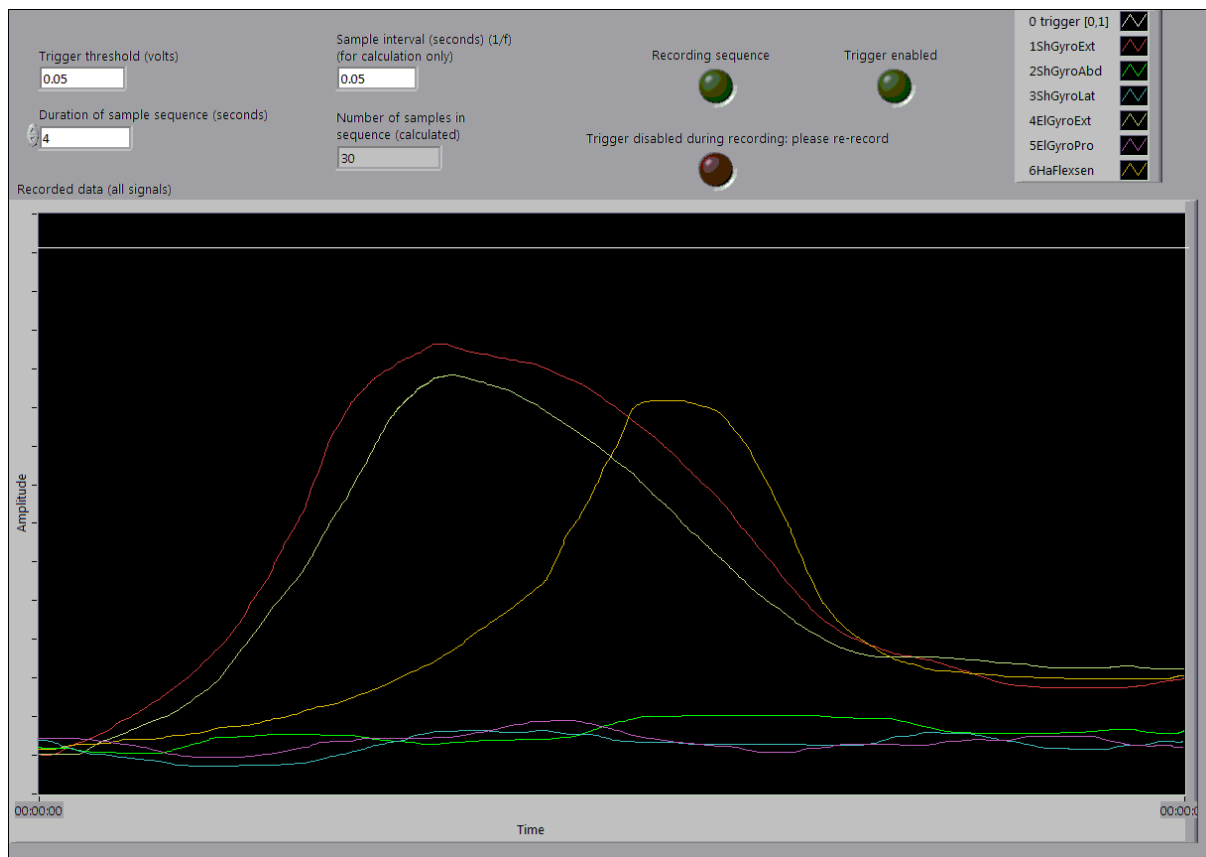 Trigger threshold (volts)
0.05
Duration of sample sequence (seconds)
4
Sample interval (seconds) (1/f)
(for calculation only)
0.05
Number of samples in
sequence (calculated)
30
Recording sequence
Trigger enabled
Trigger disabled during recording: please re-record
0 trigger [0,1]
1ShGyroExt
2ShGyroAbd
3ShGyroLat
4ElGyroExt
5ElGyroPro
6HaFlexsen
Recorded data (all signals)
Amplitude
00:00:00
00:00:0
Time